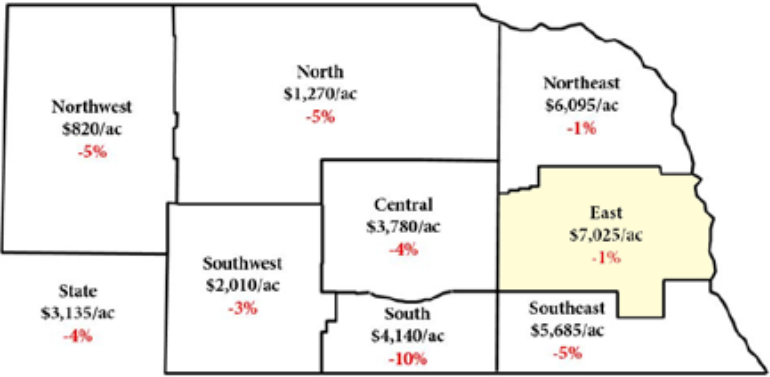 Northwest
$820/ac
-5%
North
$1,270/ac
-5%
Northeast
$6,095/ac
-1%
Central
$3,780/ac
-4%
East
$7,025/ac
-1%
Southwest
$2,010/ac
-3%
State
$3,135/ac
-4%
South
$4,140/ac
-10%
Southeast
$5,685/ac
-5%